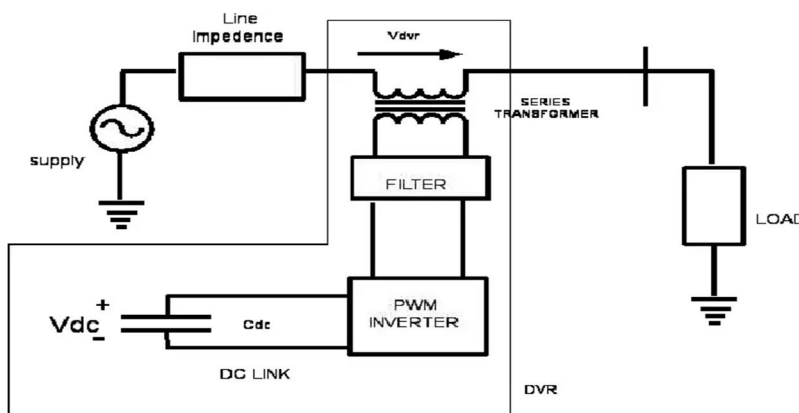 Line
Impedence
Vdvr
SERIES
TRANSFORMER
supply
FILTER
LOAD
Vdc
+
-
Cdc
PWM
INVERTER
DC LINK
DVR